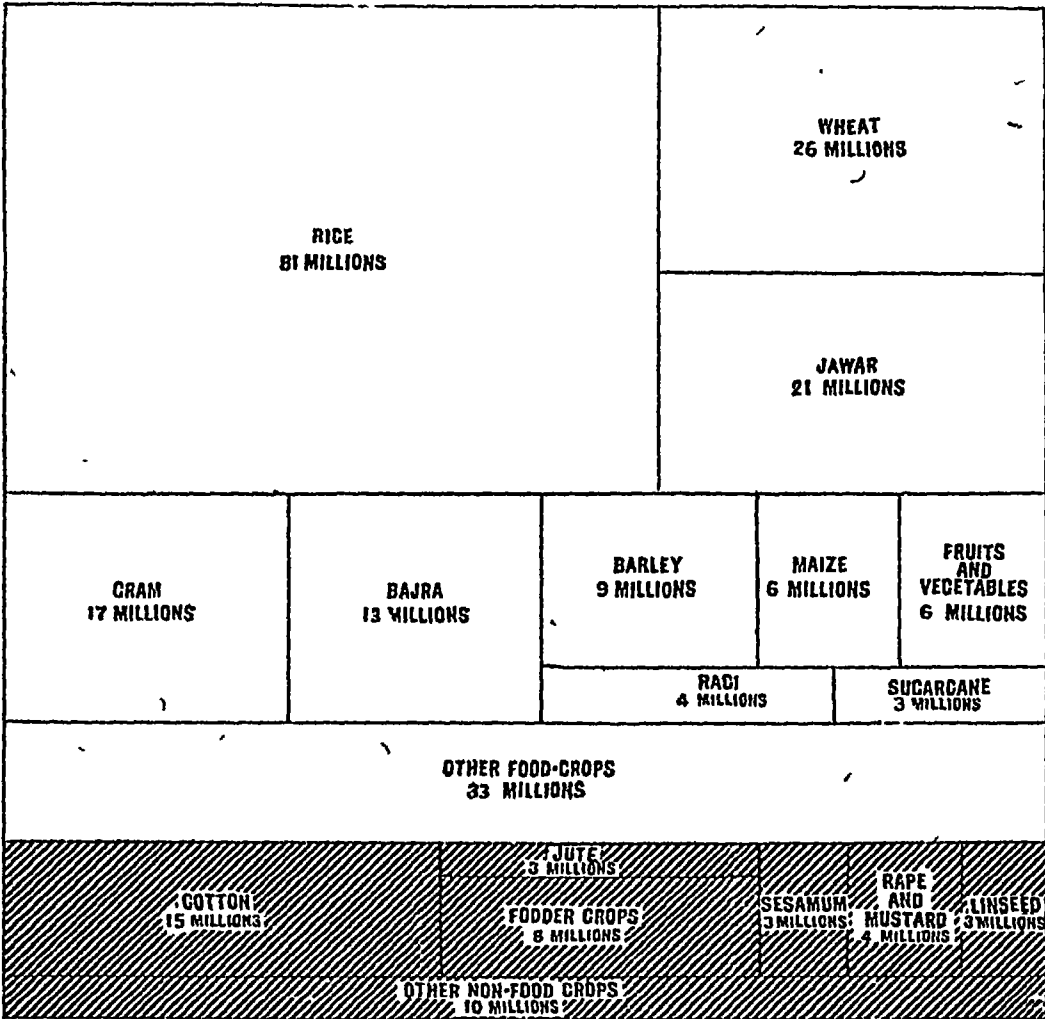 RICE
81 MILLIONS
WHEAT
26 MILLIONS
JAWAR
21 MILLIONS
GRAM
17 MILLIONS
BAJRA
13 MILLIONS
BARLEY
9 MILLIONS
MAIZE
6 MILLIONS
FRUITS
AND
VEGETABLES
6 MILLIONS
RAGI
4 MILLIONS
SUGARCANE
3 MILLIONS
OTHER FOOD-CROPS
33 MILLIONS
COTTON
15 MILLIONS
JUTE
3 MILLIONS
FODDER CROPS
8 MILLIONS
SESAMUM
3 MILLIONS
RAPE
AND
MUSTARD
4 MILLIONS
LINSEED
3 MILLIONS
OTHER NON-FOOD CROPS
10 MILLIONS